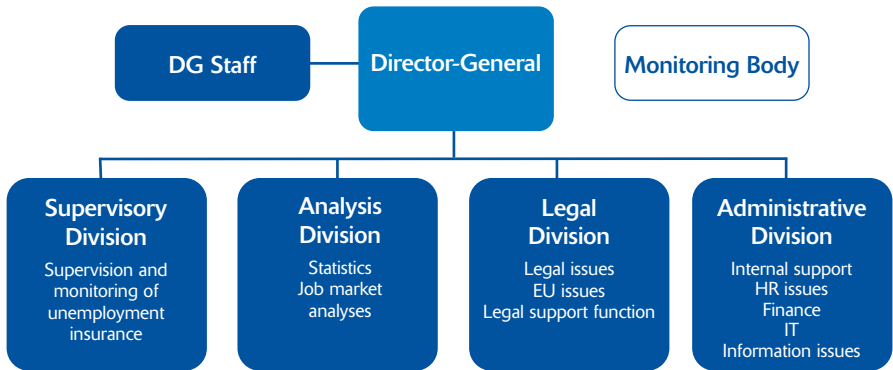 DG Staff
Director-General
Monitoring Body
Supervisory
Division
Supervision and
monitoring of
unemployment
insurance
Analysis
Division
Statistics
Job market
analyses
Legal
Division
Legal issues
EU issues
Legal support function
Administrative
Division
Internal support
HR issues
Finance
IT
Information issues